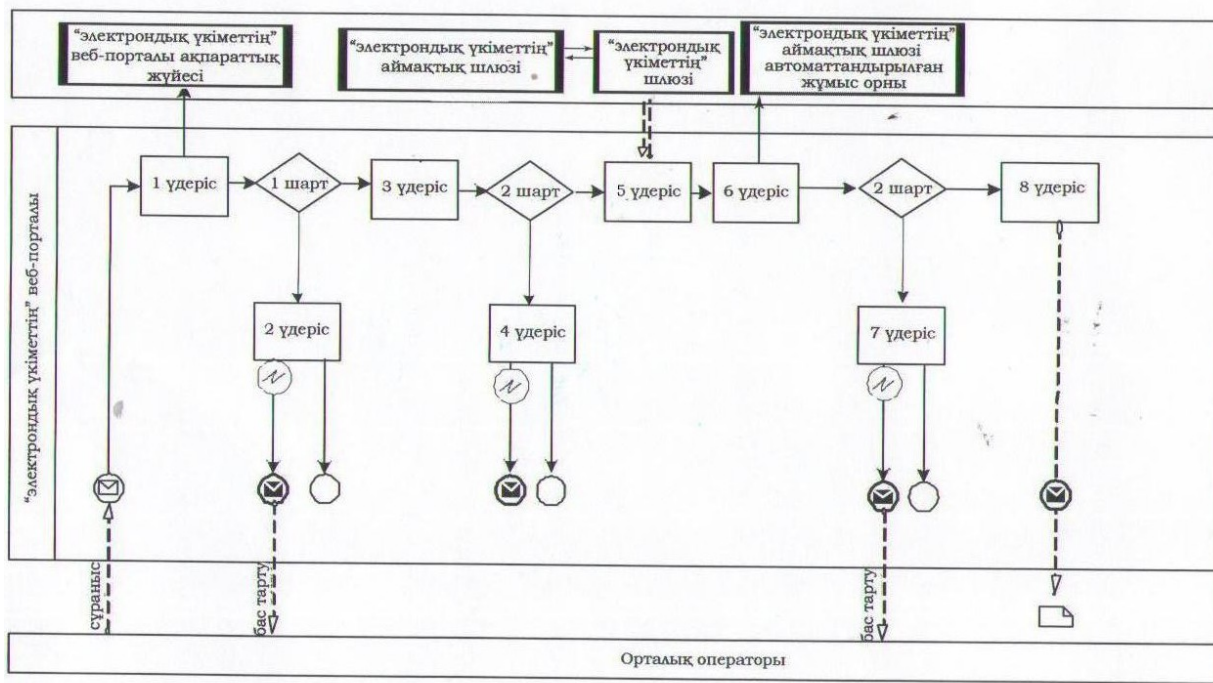 “электрондық үкіметтің”
веб-порталы ақпараттық
жүйесі
“электрондық үкіметтің”
аймақтық шлюзі
“электрондық
үкіметтің”
шлюзі
“электрондық үкіметтің”
аймақтық шлюзі
автоматтандырылған
жұмыс орны
“электрондық үкіметтің” веб-порталы
1 үдеріс
1 шарт
3 үдеріс
2 шарт
5 үдеріс
6 үдеріс
2 шарт
8 үдеріс
2 үдеріс
4 үдеріс
7 үдеріс
сұраныс
бас тарту
бас тарту
Орталық операторы